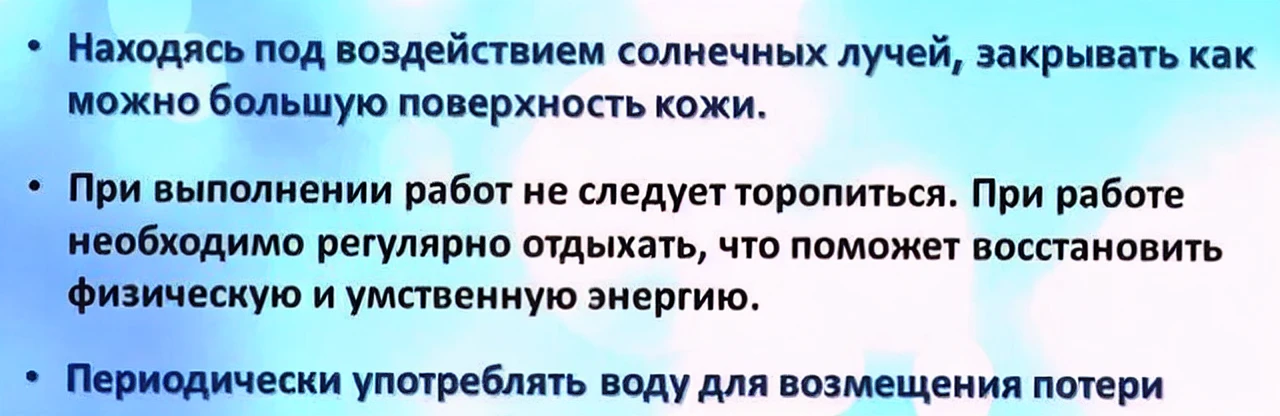 • Находясь под воздействием солнечных лучей, закрывать как
можно большую поверхность кожи.
• При выполнении работ не следует торопиться. При работе
необходимо регулярно отдыхать, что поможет восстановить
физическую и умственную энергию.
• Периодически употреблять воду для возмещения потери